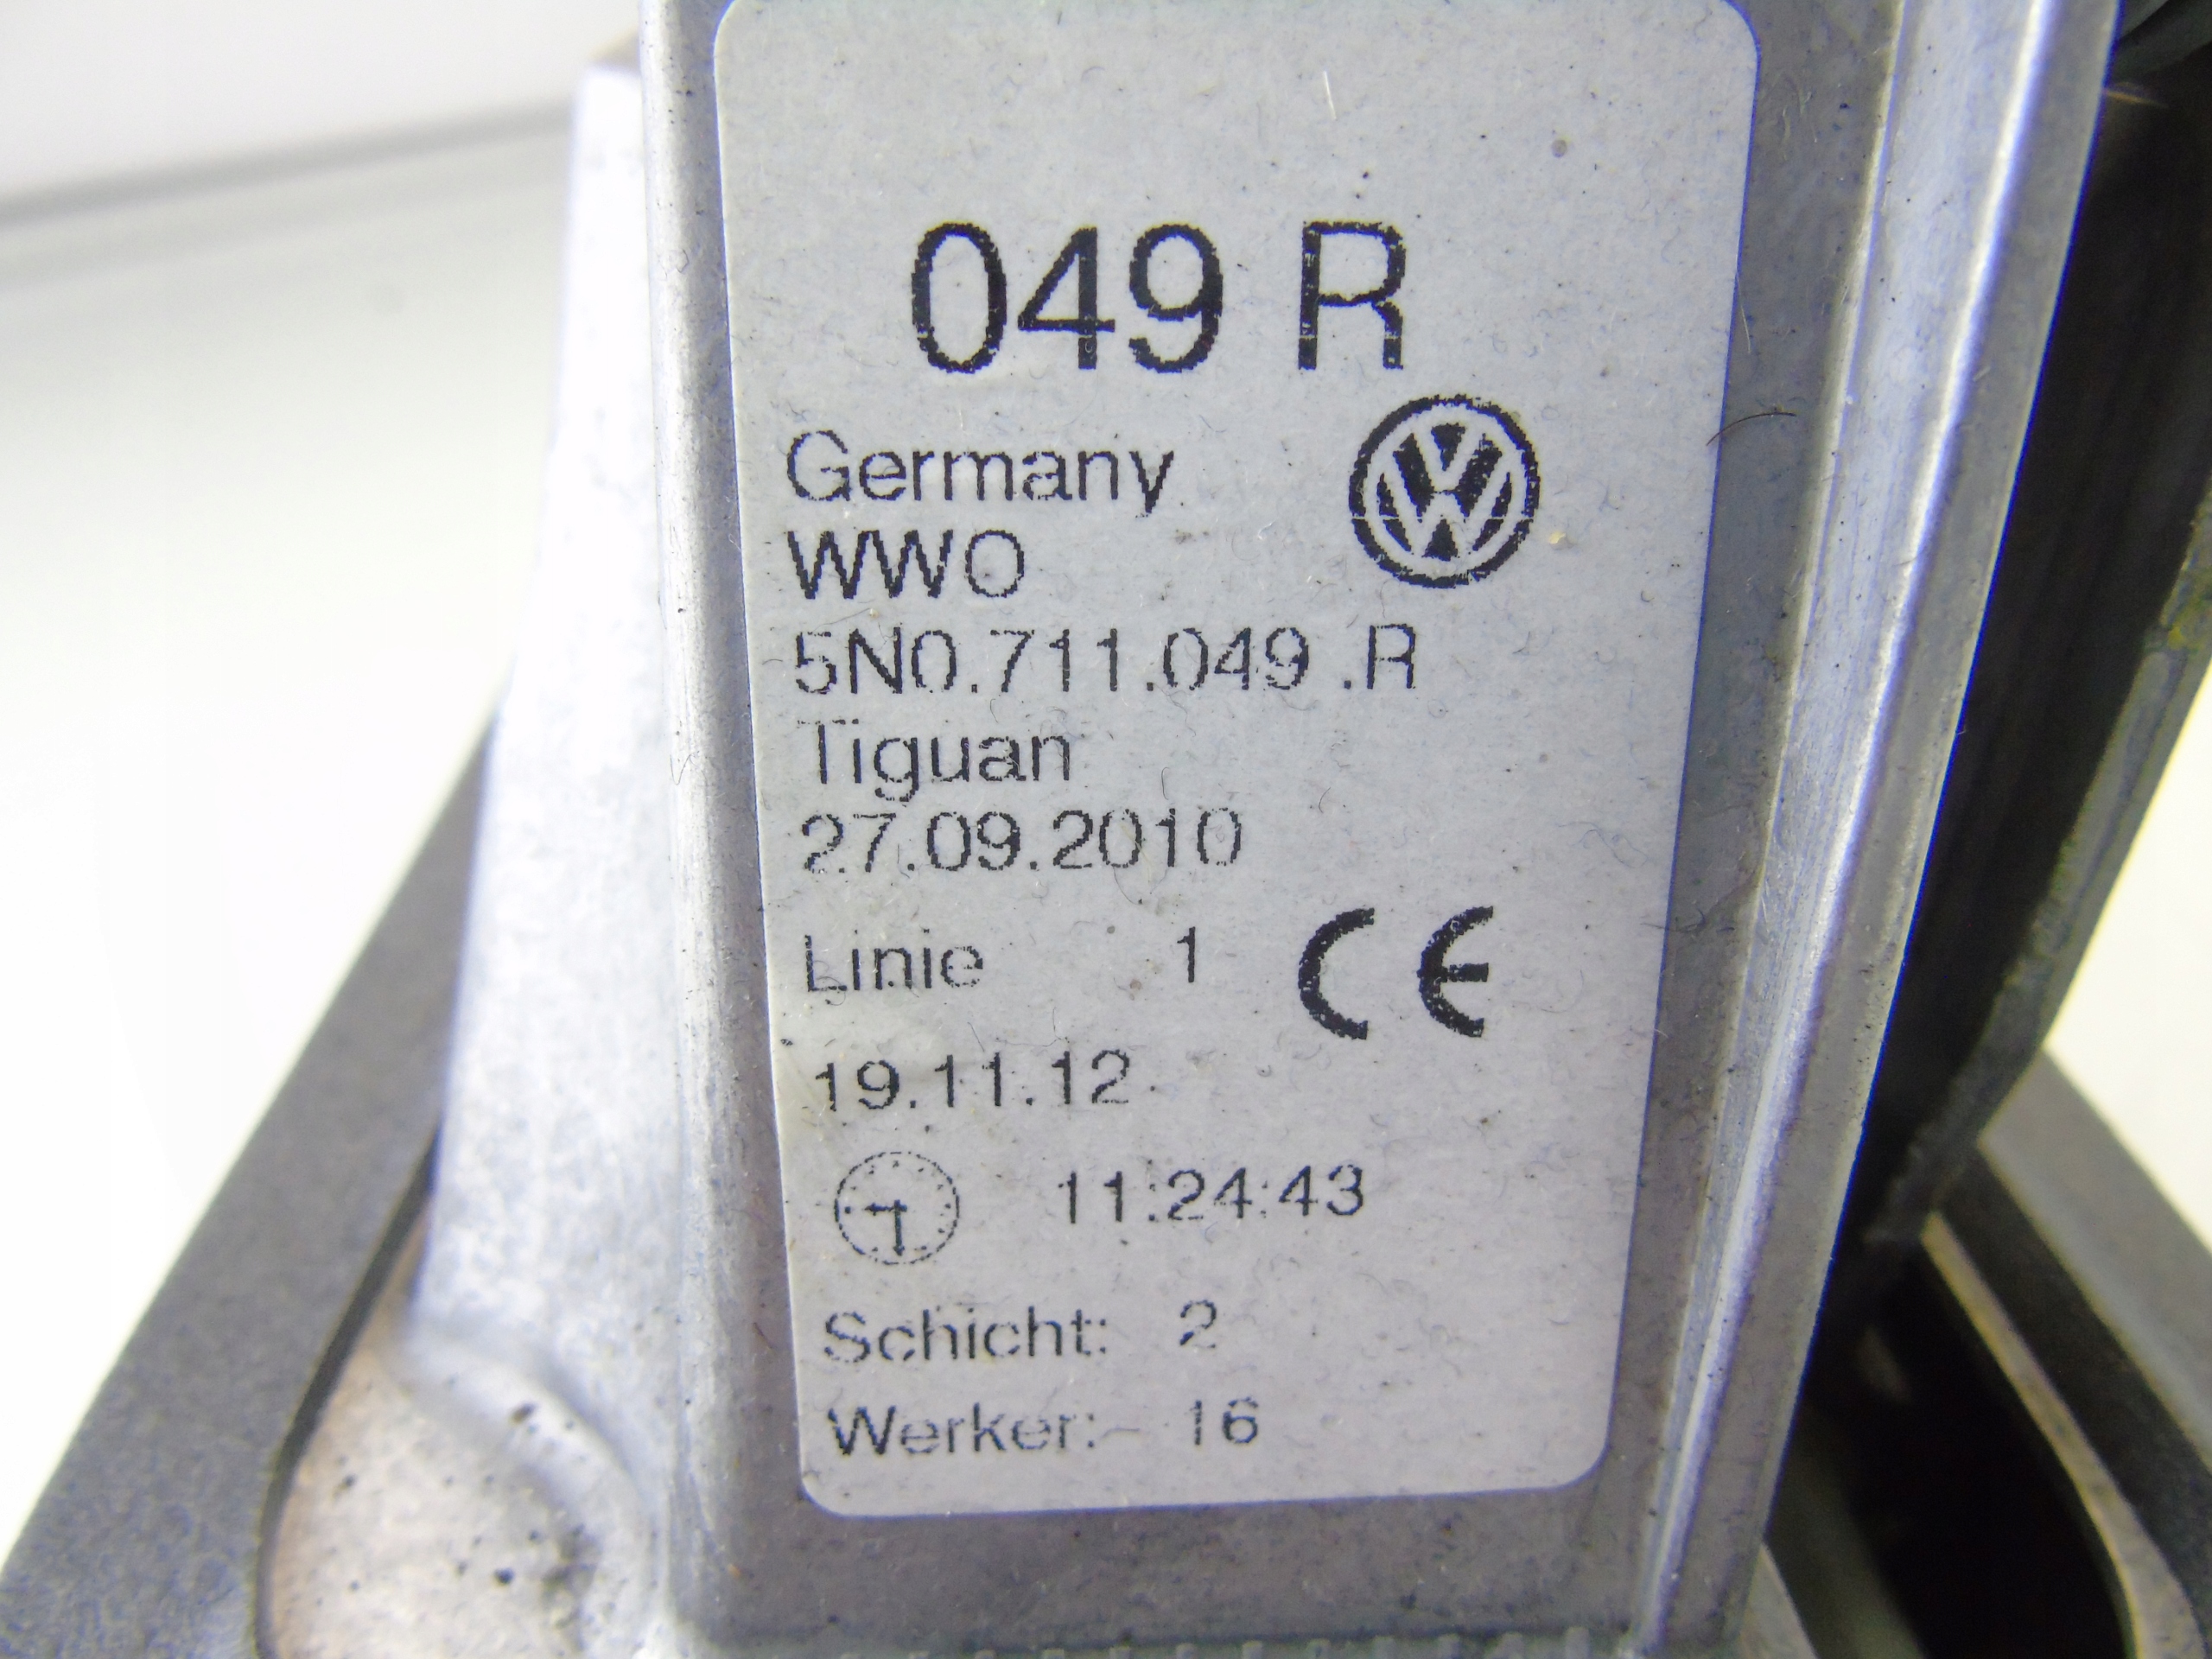 049 R
Germany
WWO
5N0.711.049 .R
Tiguan
27.09.2010
Linie 1 CE
19.11.12
11:24:43
Schicht: 2
Werker: 16